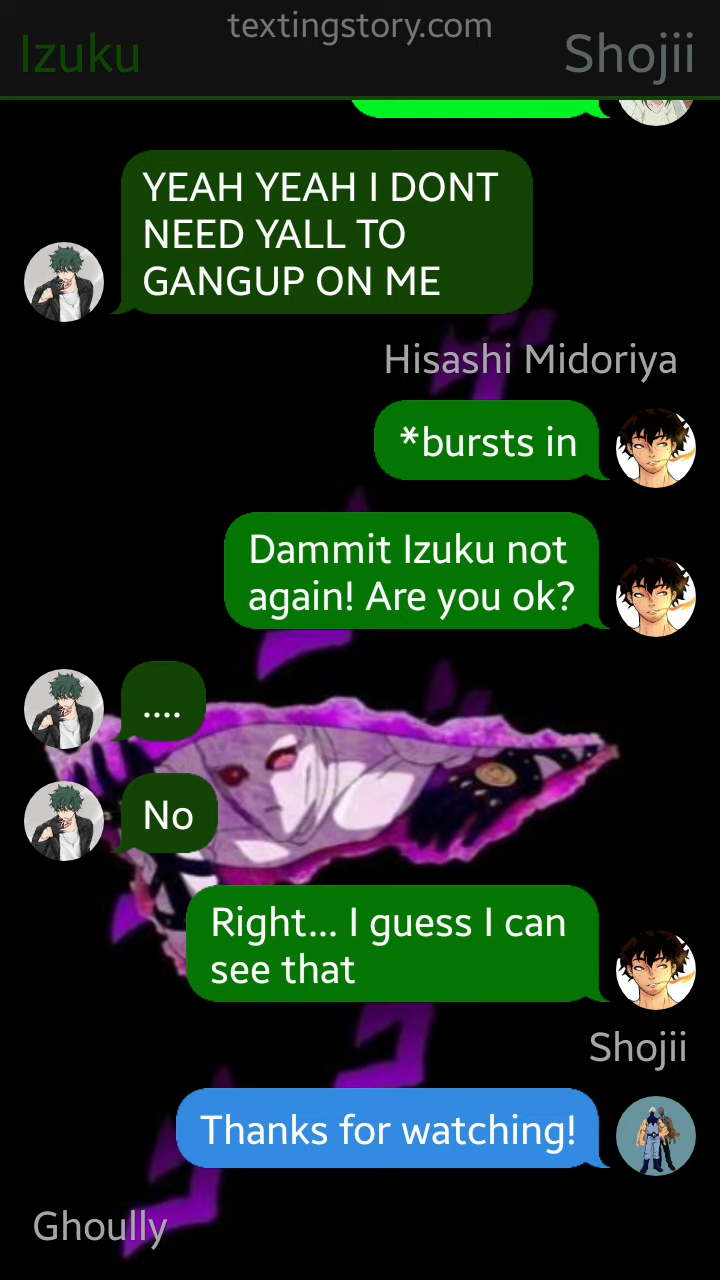 textingstory.com
Izuku
Shojii
YEAH YEAH I DONT
NEED YALL TO
GANGUP ON ME
Hisashi Midoriya
*bursts in
Dammit Izuku not
again! Are you ok?
....
No
Right... I guess I can
see that
Shojii
Thanks for watching!
Ghoully